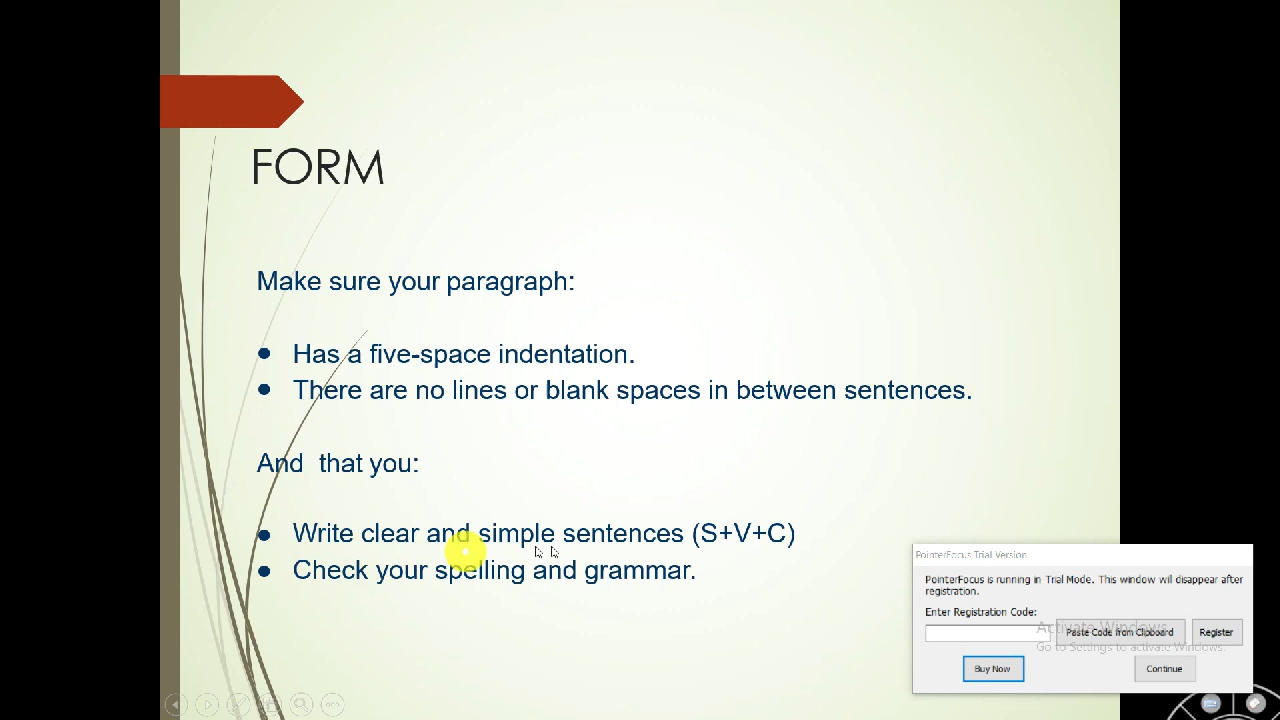 FORM
Make sure your paragraph:
● Has a five-space indentation.
● There are no lines or blank spaces in between sentences.
And  that you:
● Write clear and simple sentences (S+V+C)
● Check your spelling and grammar.
PointerFocus Trial Version
PointerFocus is running in Trial Mode. This window will disappear after
registration.
Enter Registration Code:
Activate Windows
Paste Code from Clipboard
Register
Go to Settings to activate Windows.
Buy Now
Continue